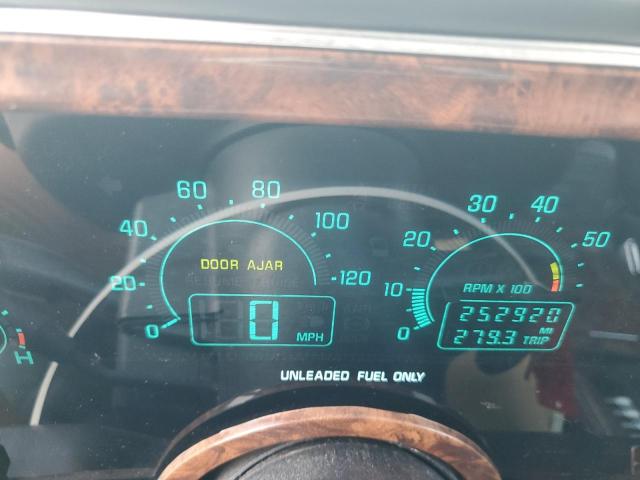 60 80
40 100
20 120
0
DOOR AJAR
0 MPH
30 40
20 50
10
0
RPM X 100
252920
MI
279.3 TRIP
H
UNLEADED FUEL ONLY